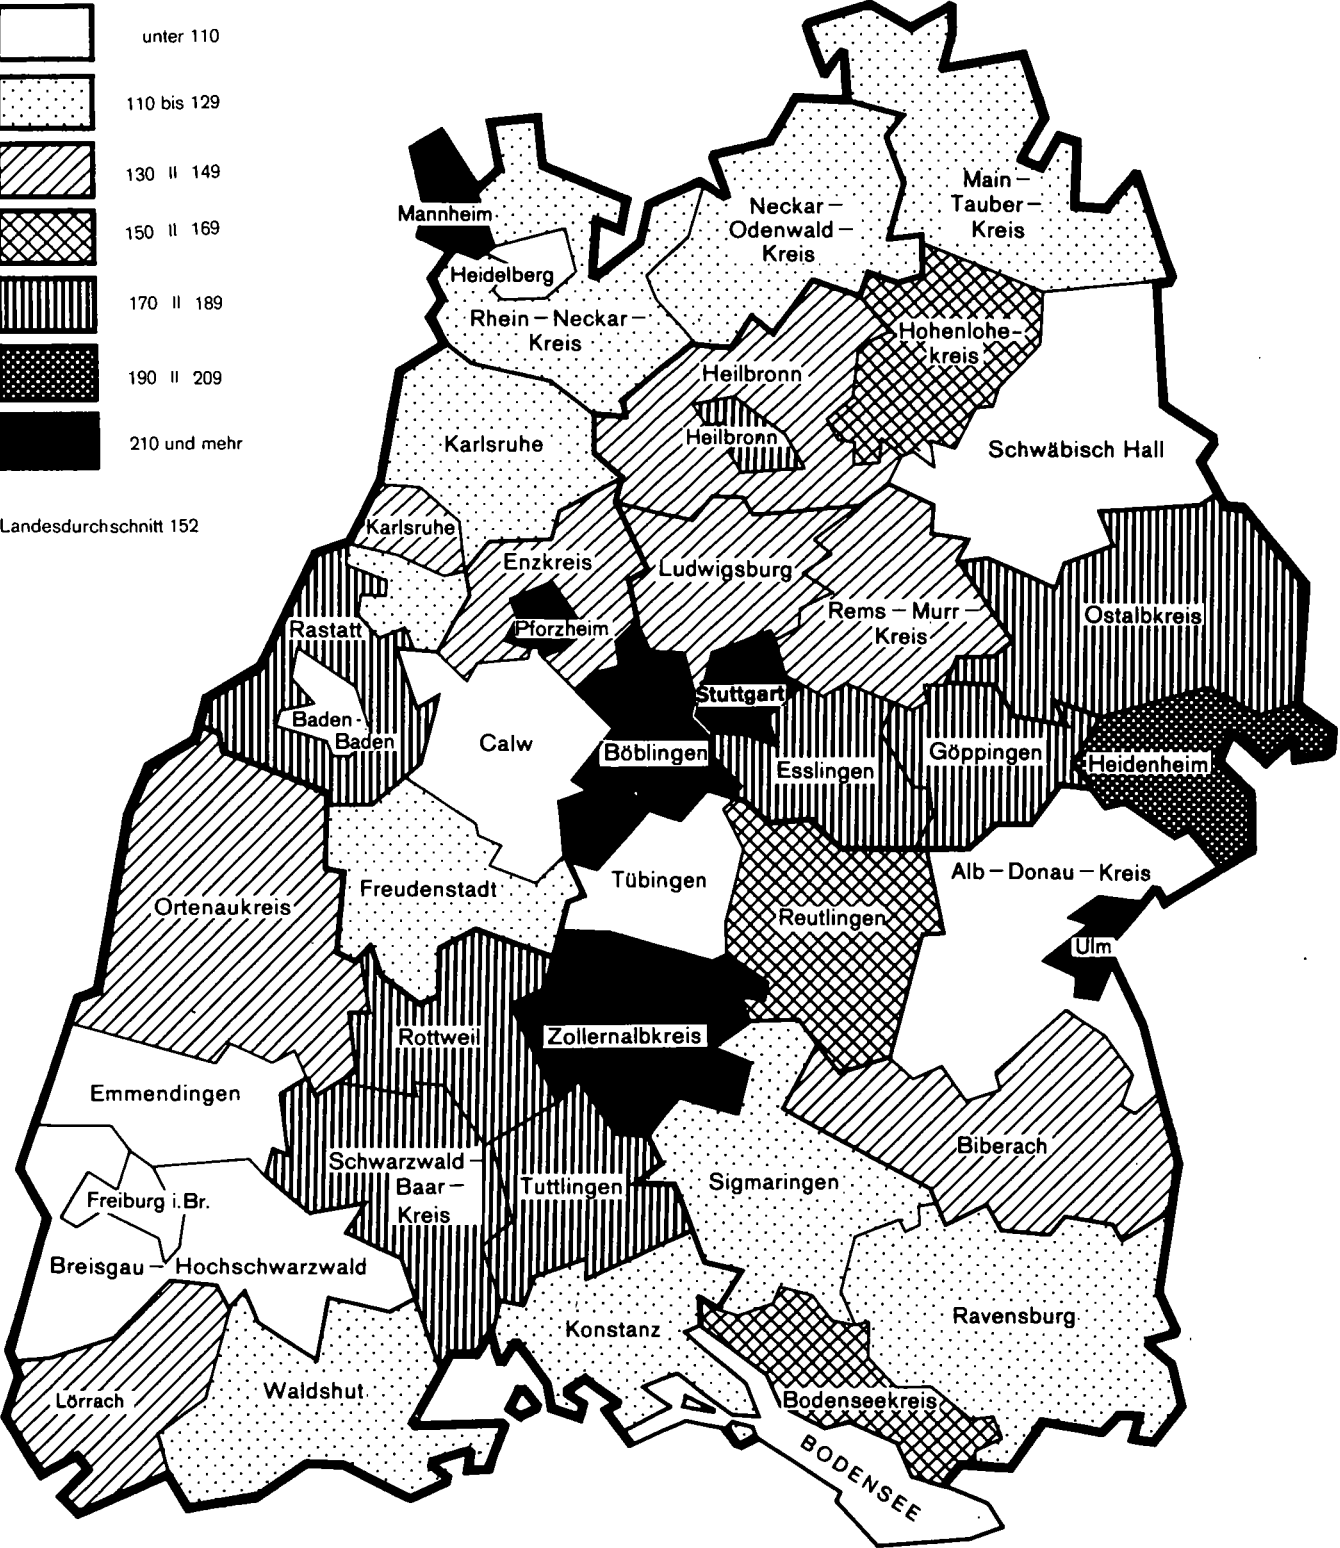 unter 110
110 bis 129
130 II 149
150 II 169
170 II 189
190 II 209
210 und mehr
Landesdurchschnitt 152
Main –
Tauber –
Kreis
Neckar –
Odenwald –
Kreis
Mannheim
Heidelberg
Rhein – Neckar –
Kreis
Hohenlohe-
kreis
Heilbronn
Heilbronn
Karlsruhe
Schwäbisch Hall
Karlsruhe
Enzkreis
Ludwigsburg
Rems – Murr –
Kreis
Ostalbkreis
Rastatt
Pforzheim
Stuttgart
Baden -
Baden
Calw
Böblingen
Esslingen
Göppingen
Heidenheim
Tübingen
Alb – Donau – Kreis
Freudenstadt
Ortenaukreis
Reutlingen
Ulm
Rottweil
Zollernalbkreis
Emmendingen
Biberach
Schwarzwald –
Baar –
Kreis
Tuttlingen
Sigmaringen
Freiburg i.Br.
Breisgau – Hochschwarzwald
Ravensburg
Konstanz
Lörrach
Waldshut
Bodenseekreis
BODENSEE